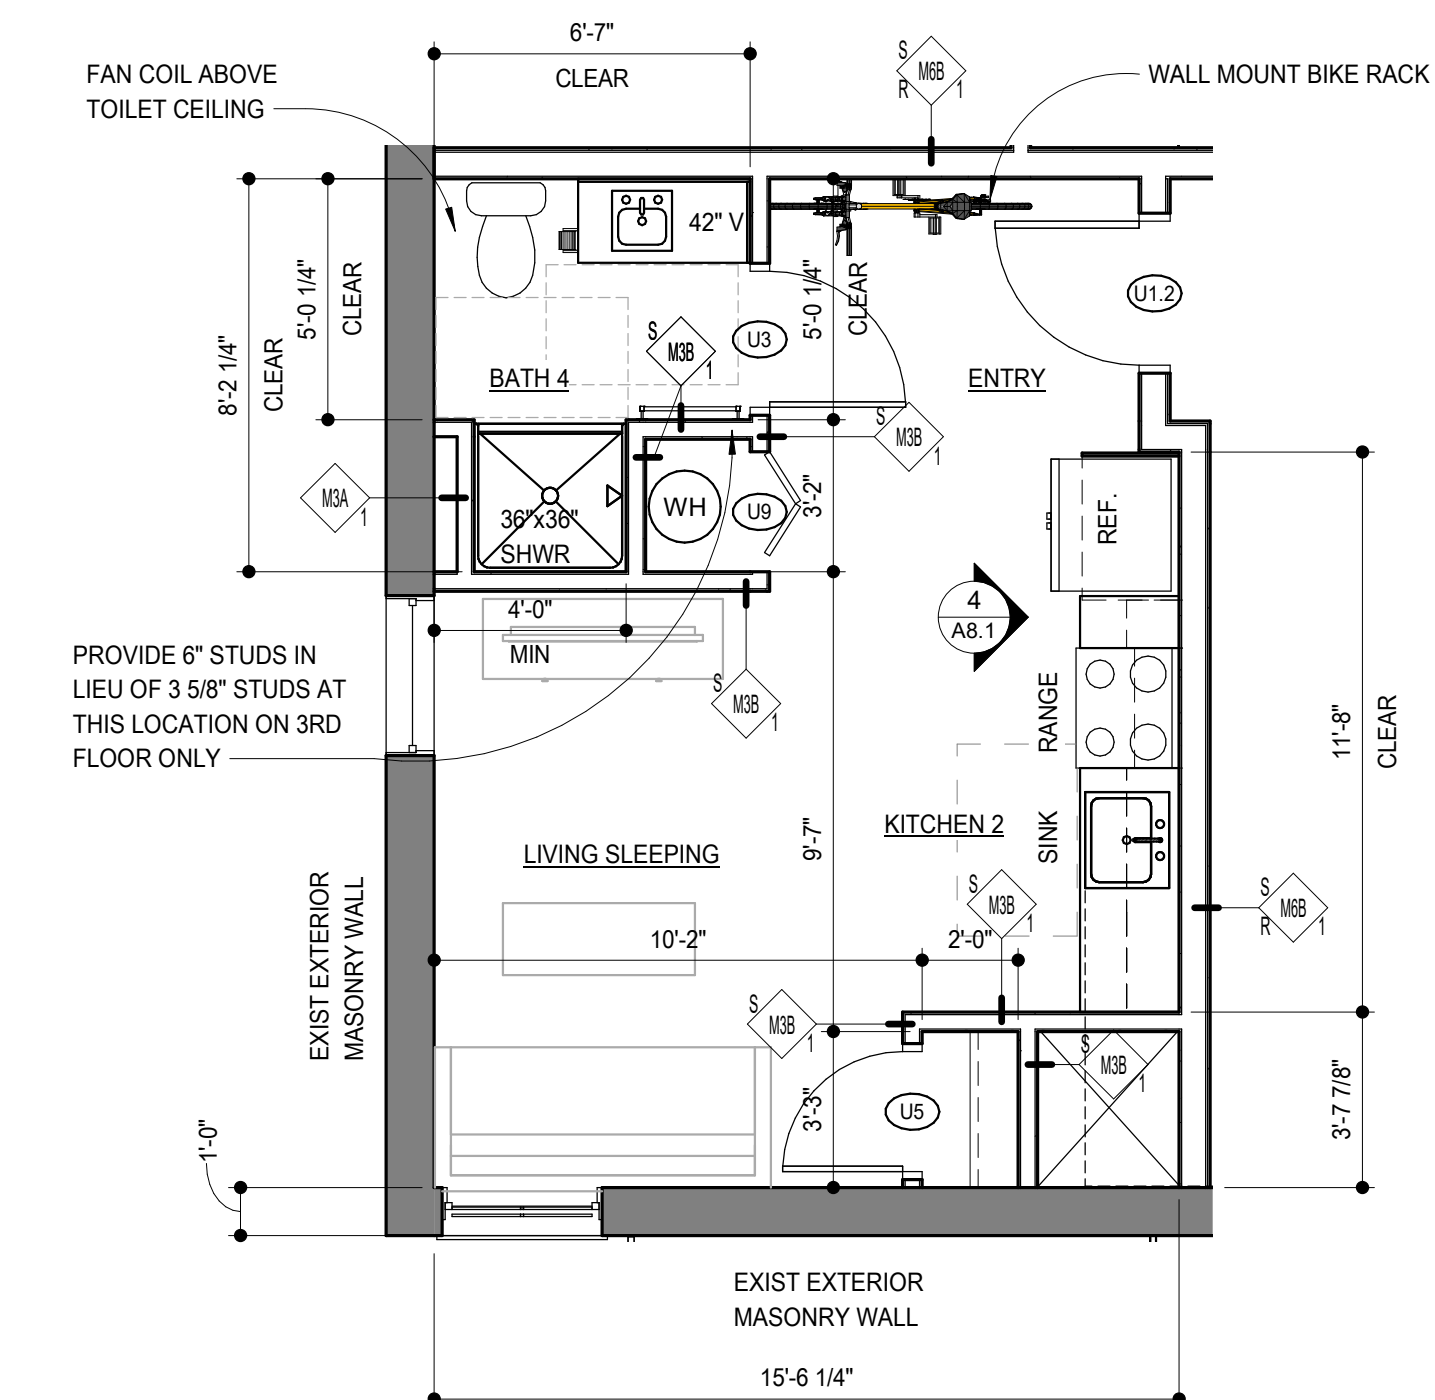 6'-7"
CLEAR
FAN COIL ABOVE
TOILET CEILING
S
R
M6B
1
WALL MOUNT BIKE RACK
42" V
5'-0 1/4"
CLEAR
8'-2 1/4"
CLEAR
5'-0 1/4"
CLEAR
U1.2
U3
S
M3B
1
BATH 4
ENTRY
S
M3B
1
M3A
1
36"x36"
SHWR
WH
U9
3'-2"
REF.
4
A8.1
4'-0"
MIN
PROVIDE 6" STUDS IN
LIEU OF 3 5/8" STUDS AT
THIS LOCATION ON 3RD
FLOOR ONLY
S
M3B
1
RANGE
11'-8"
CLEAR
KITCHEN 2
SINK
9'-7"
LIVING SLEEPING
EXIST EXTERIOR
MASONRY WALL
S
M3B
1
S
R
M6B
1
10'-2"
2'-0"
S
M3B
1
S
M3B
1
U5
3'-3"
3'-7 7/8"
1'-0"
EXIST EXTERIOR
MASONRY WALL
15'-6 1/4"